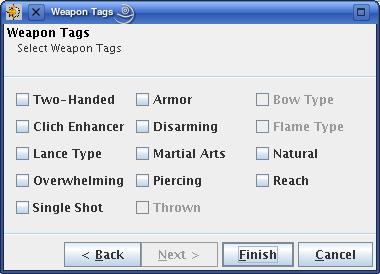 Weapon Tags
Weapon Tags
Select Weapon Tags
Two-Handed Armor Bow Type
Clich Enhancer Disarming Flame Type
Lance Type Martial Arts Natural
Overwhelming Piercing Reach
Single Shot Thrown
< Back Next > Finish Cancel